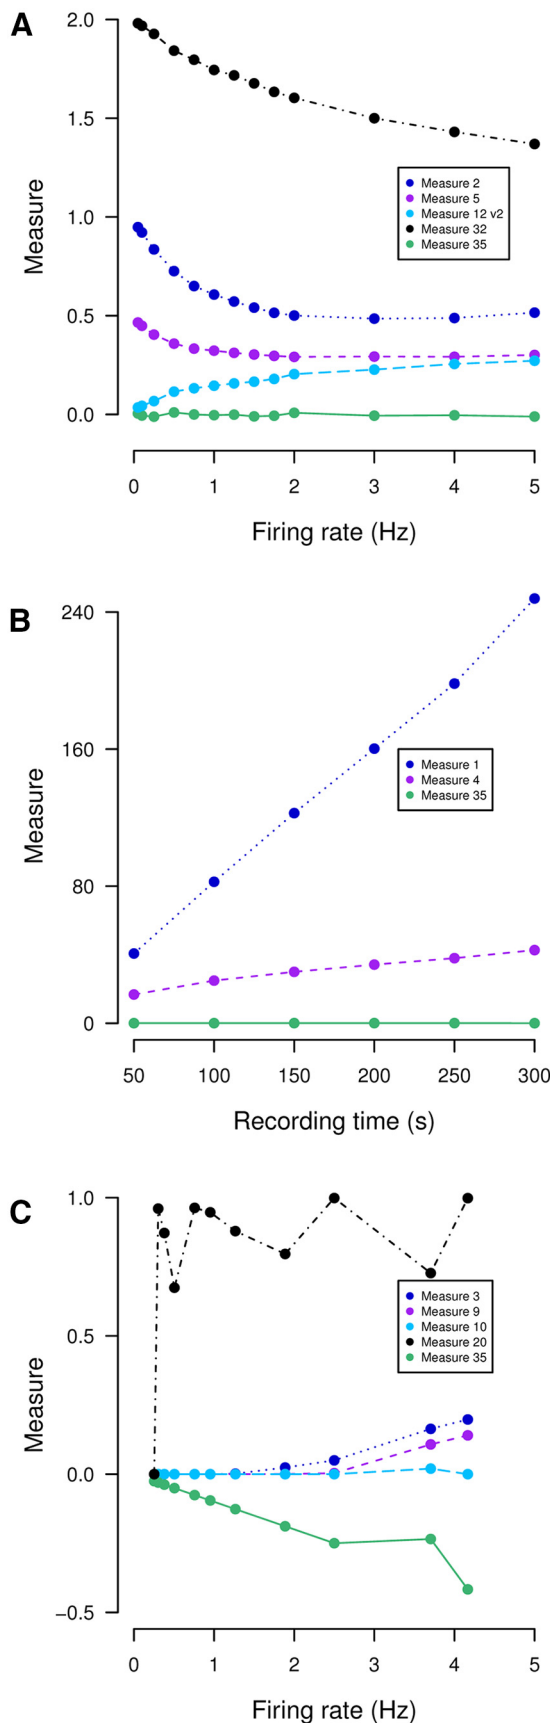 A
2.0
1.5
1.0
0.5
0.0
Measure
Measure 2
Measure 5
Measure 12 v2
Measure 32
Measure 35
0 1 2 3 4 5
Firing rate (Hz)
B
240
160
80
0
Measure
Measure 1
Measure 4
Measure 35
50 100 150 200 250 300
Recording time (s)
C
1.0
0.5
0.0
−0.5
Measure
Measure 3
Measure 9
Measure 10
Measure 20
Measure 35
0 1 2 3 4 5
Firing rate (Hz)